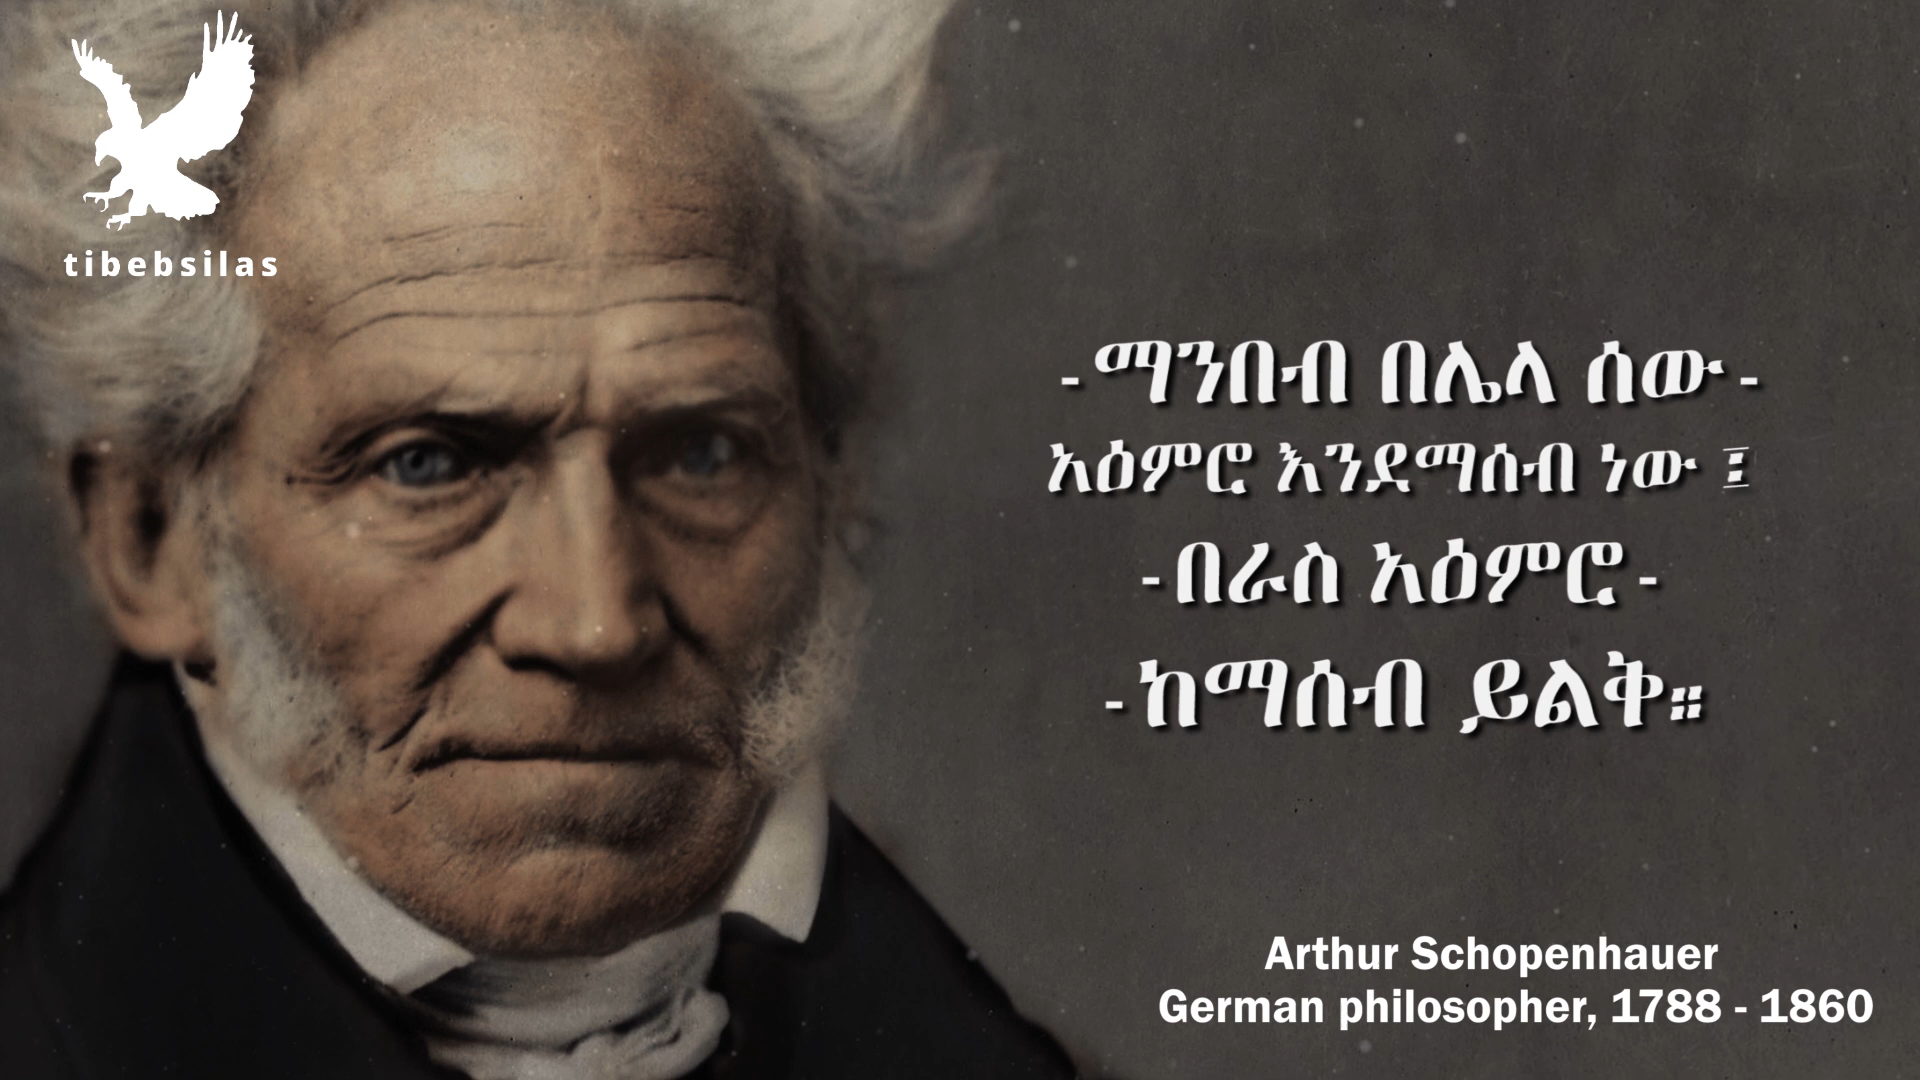 tibebsilas
-ማንበብ በሌላ ሰው-
አዕምሮ እንደማሰብ ነው ፤
-በራስ አዕምሮ-
-ከማሰብ ይልቅ።
Arthur Schopenhauer
German philosopher, 1788 - 1860